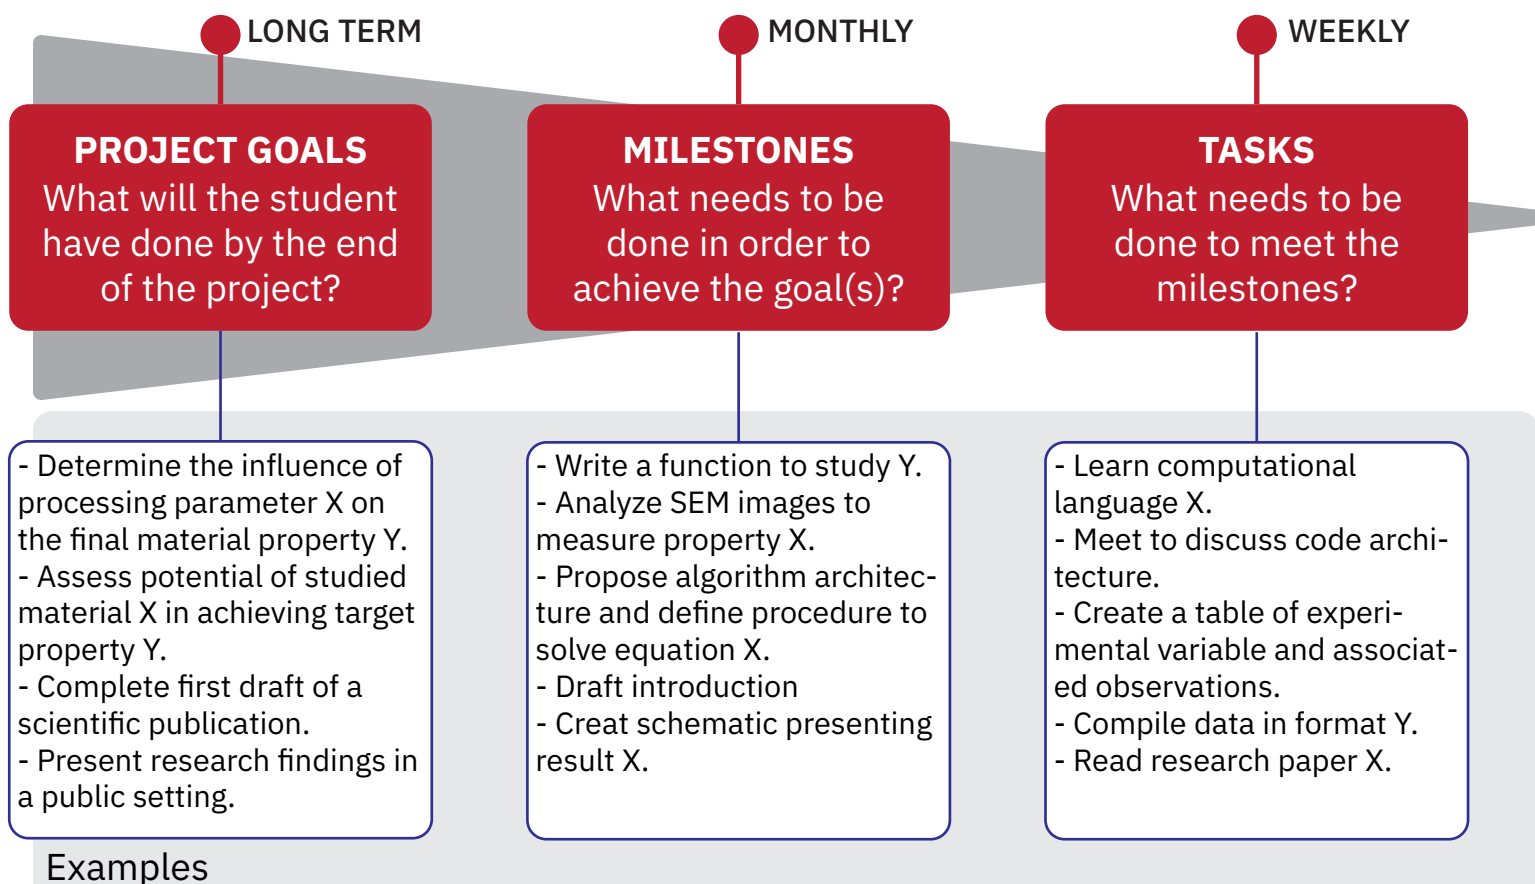 LONG TERM
MONTHLY
WEEKLY
PROJECT GOALS
What will the student
have done by the end
of the project?
MILESTONES
What needs to be
done in order to
achieve the goal(s)?
TASKS
What needs to be
done to meet the
milestones?
- Determine the influence of
processing parameter X on
the final material property Y.
- Assess potential of studied
material X in achieving target
property Y.
- Complete first draft of a
scientific publication.
- Present research findings in
a public setting.
- Write a function to study Y.
- Analyze SEM images to
measure property X.
- Propose algorithm architec-
ture and define procedure to
solve equation X.
- Draft introduction
- Creat schematic presenting
result X.
- Learn computational
language X.
- Meet to discuss code archi-
tecture.
- Create a table of experi-
mental variable and associat-
ed observations.
- Compile data in format Y.
- Read research paper X.
Examples